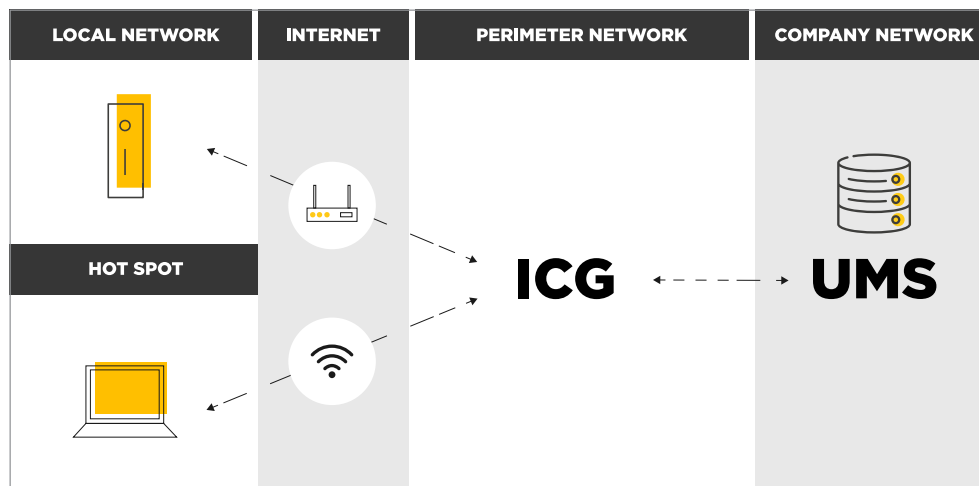 LOCAL NETWORK
INTERNET
PERIMETER NETWORK
COMPANY NETWORK
HOT SPOT
ICG
UMS